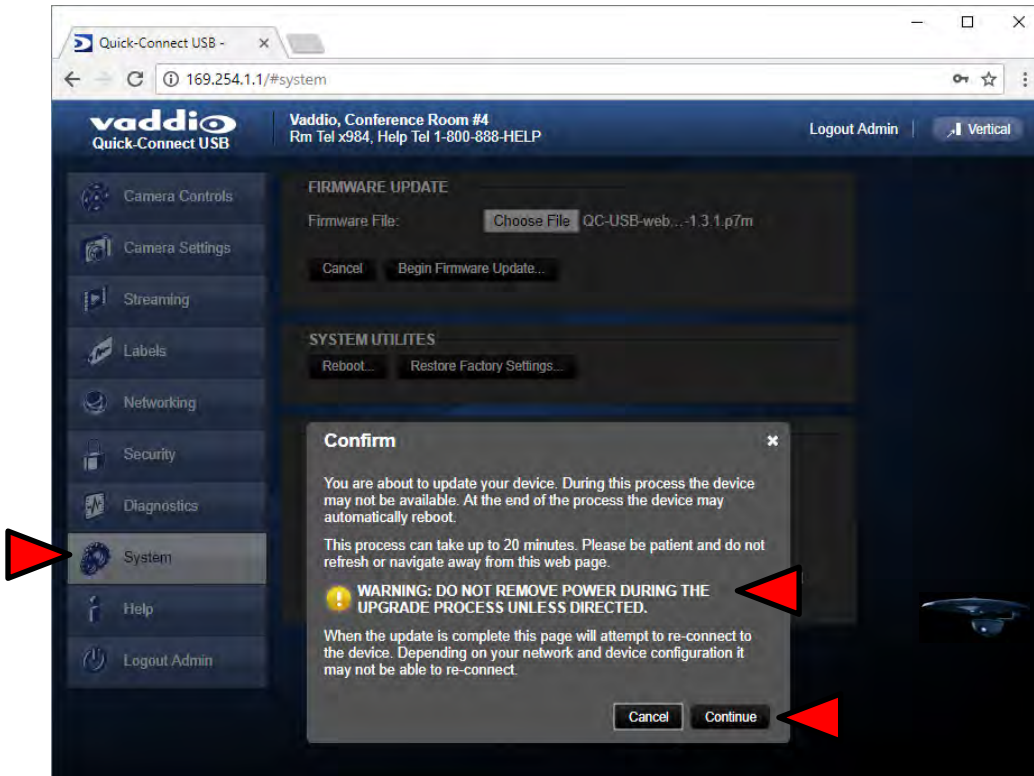 Quick-Connect USB -
169.254.1.1/#system
vaddio
Quick-Connect USB
Vaddio, Conference Room #4
Rm Tel x984, Help Tel 1-800-888-HELP
Logout Admin
Vertical
Camera Controls
Camera Settings
Streaming
Labels
Networking
Security
Diagnostics
System
Help
Logout Admin
FIRMWARE UPDATE
Firmware File: Choose File QC-USB-web...-1.3.1.p7m
Cancel Begin Firmware Update...
SYSTEM UTILITES
Reboot... Restore Factory Settings...
Confirm
You are about to update your device. During this process the device
may not be available. At the end of the process the device may
automatically reboot.
This process can take up to 20 minutes. Please be patient and do not
refresh or navigate away from this web page.
WARNING: DO NOT REMOVE POWER DURING THE
UPGRADE PROCESS UNLESS DIRECTED.
When the update is complete this page will attempt to re-connect to
the device. Depending on your network and device configuration it
may not be able to re-connect.
Cancel Continue